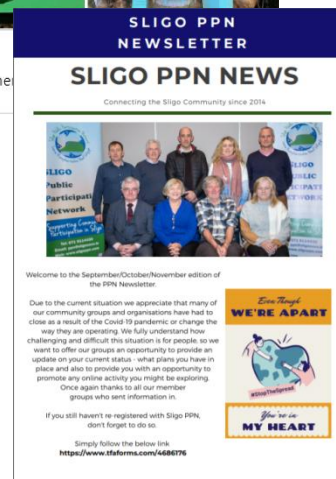 SLIGO PPN
NEWSLETTER
SLIGO PPN NEWS
Connecting the Sligo Community since 2014
SLIGO
Public
Participati
Network
Supporting Community
Participation in Sligo
Welcome to the September/October/November edition of
the PPN Newsletter.
Due to the current situation we appreciate that many of
our community groups and organisations have had to
close as a result of the Covid-19 pandemic or change the
way they are operating. We fully understand how
challenging and difficult this situation is for people, so we
want to offer our groups an opportunity to provide an
update on your current status - what plans you have in
place and also to provide you with an opportunity to
promote any online activity you might be exploring.
Once again thanks to all our member
groups who sent information in.
If you still haven't re-registered with Sligo PPN,
don't forget to do so.
Simply follow the below link
https://www.tfaforms.com/4686176
Even Though
WE'RE APART
#StopTheSpread
You're in
MY HEART